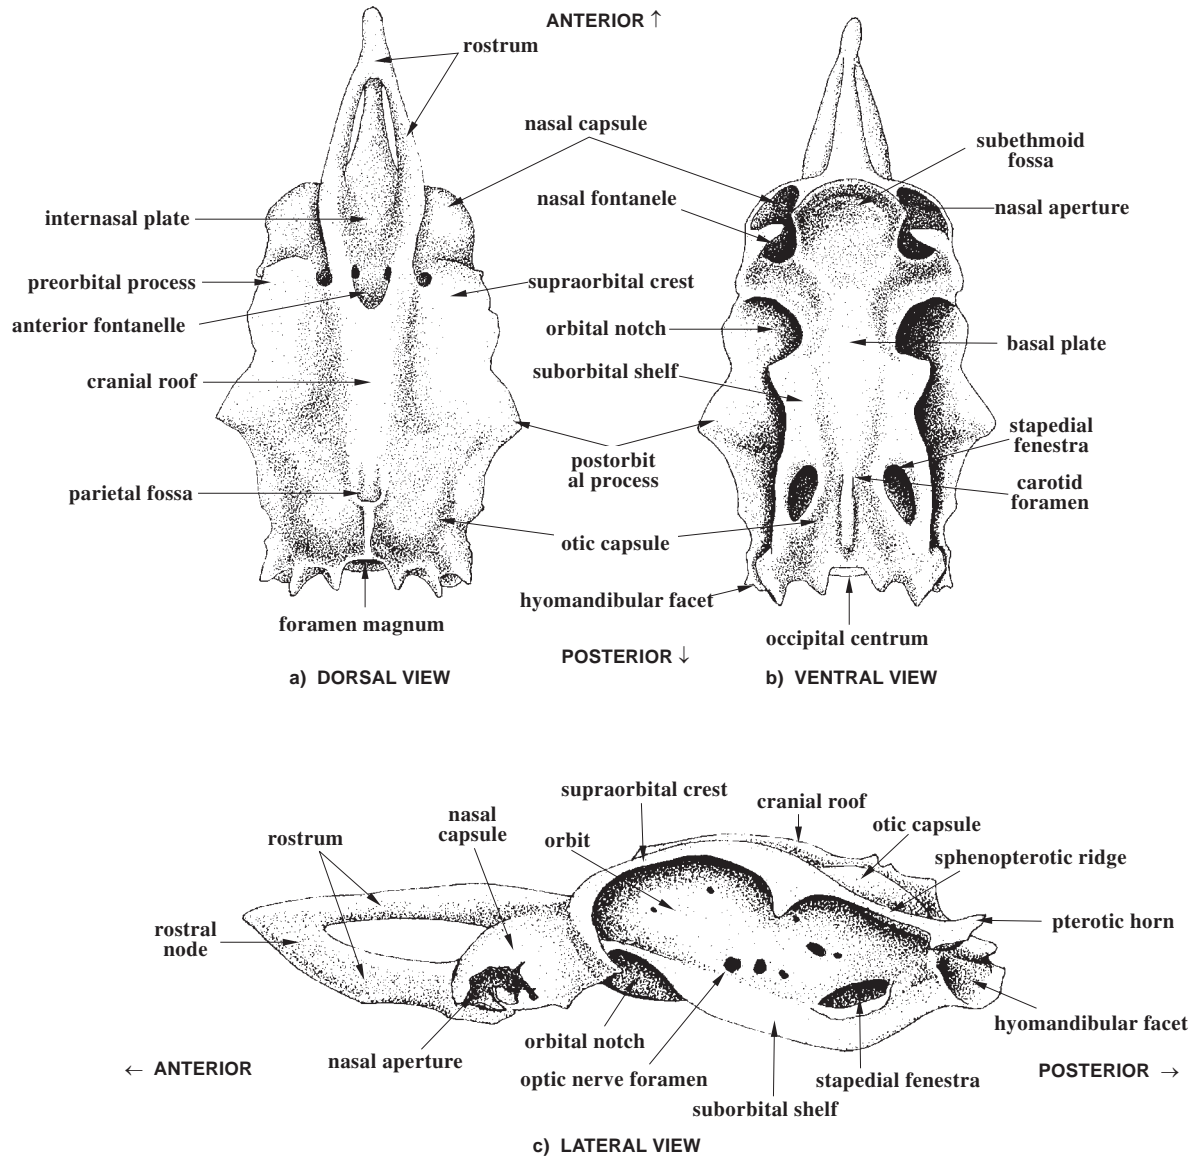 ANTERIOR ↑
rostrum
nasal capsule
subethmoid
fossa
nasal fontanele
nasal aperture
internasal plate
preorbital process
supraorbital crest
anterior fontanelle
orbital notch
basal plate
suborbital shelf
cranial roof
stapedial
fenestra
postorbit
al process
parietal fossa
carotid
foramen
otic capsule
hyomandibular facet
foramen magnum
occipital centrum
POSTERIOR ↓
a) DORSAL VIEW
b) VENTRAL VIEW
supraorbital crest
cranial roof
nasal
capsule
otic capsule
rostrum
orbit
sphenopterotic ridge
rostral
node
pterotic horn
hyomandibular facet
orbital notch
nasal aperture
← ANTERIOR
optic nerve foramen
stapedial fenestra
POSTERIOR →
suborbital shelf
c) LATERAL VIEW